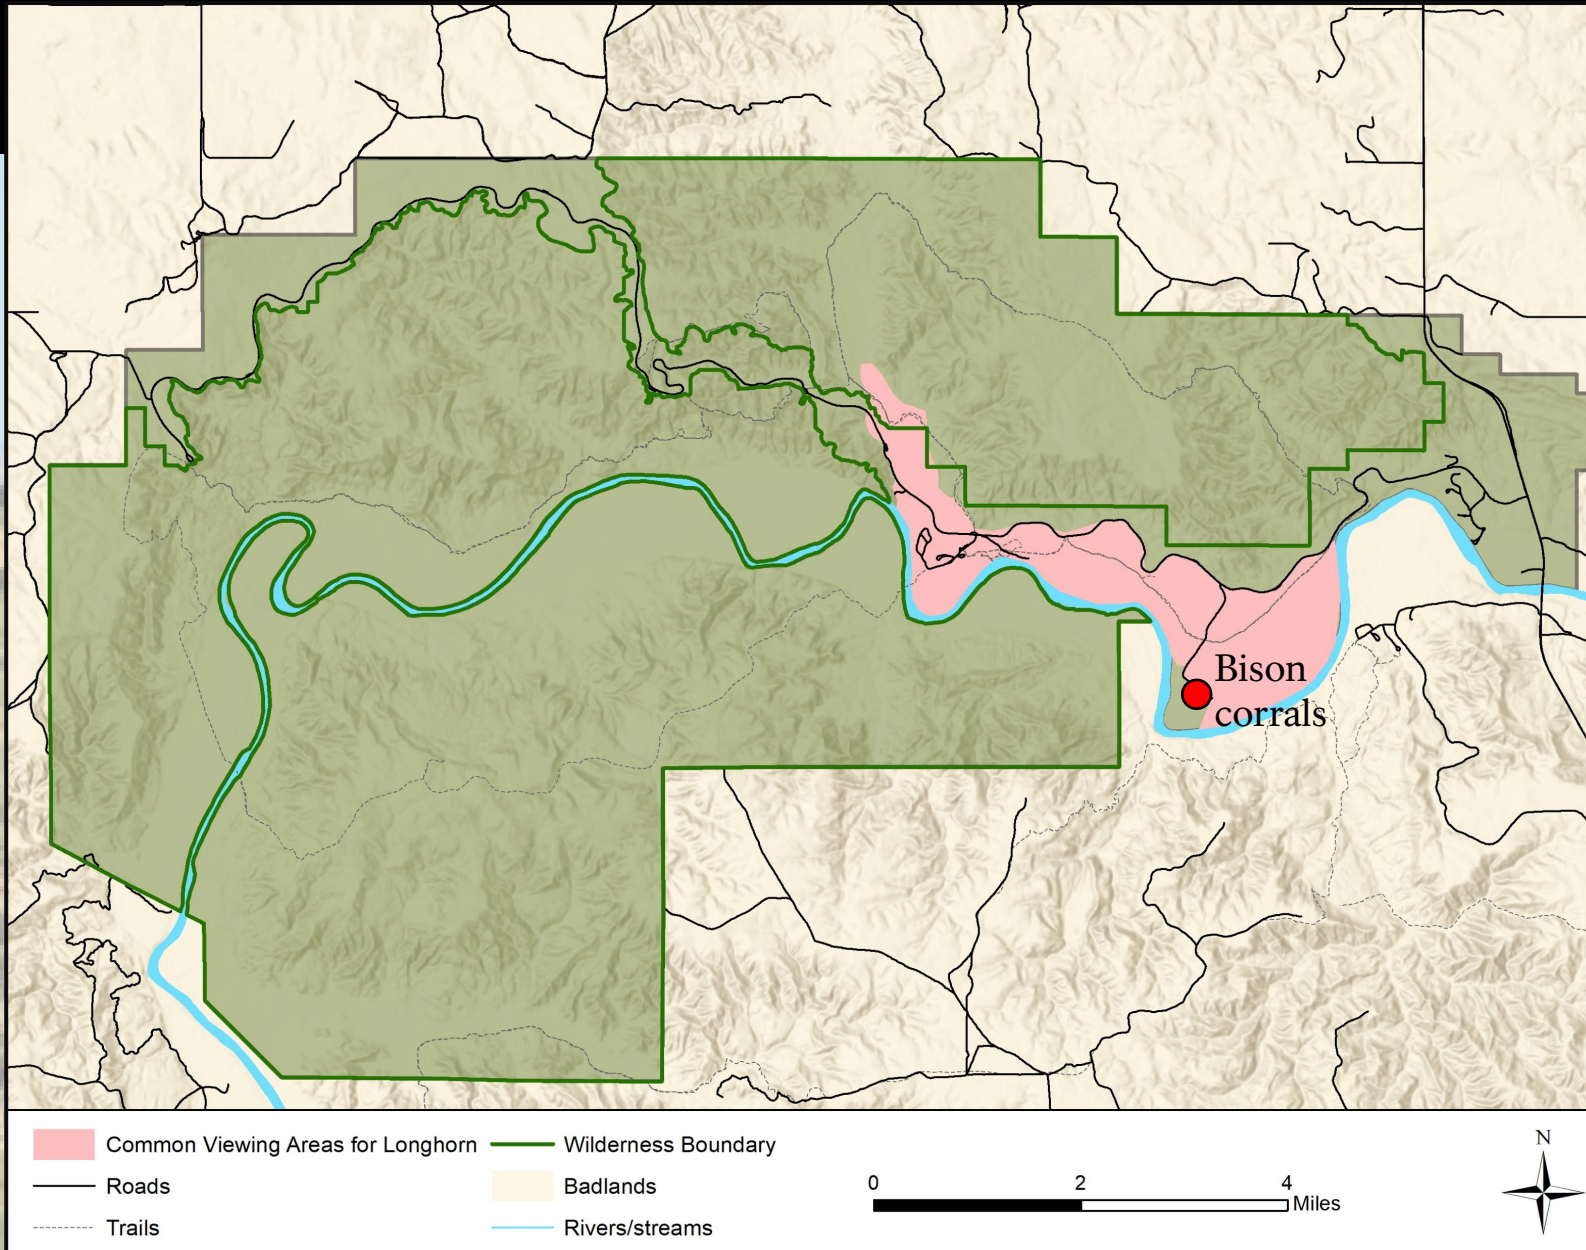 Bison
corrals
Common Viewing Areas for Longhorn
Wilderness Boundary
Roads
Badlands
Trails
Rivers/streams
0 2 4
Miles
N